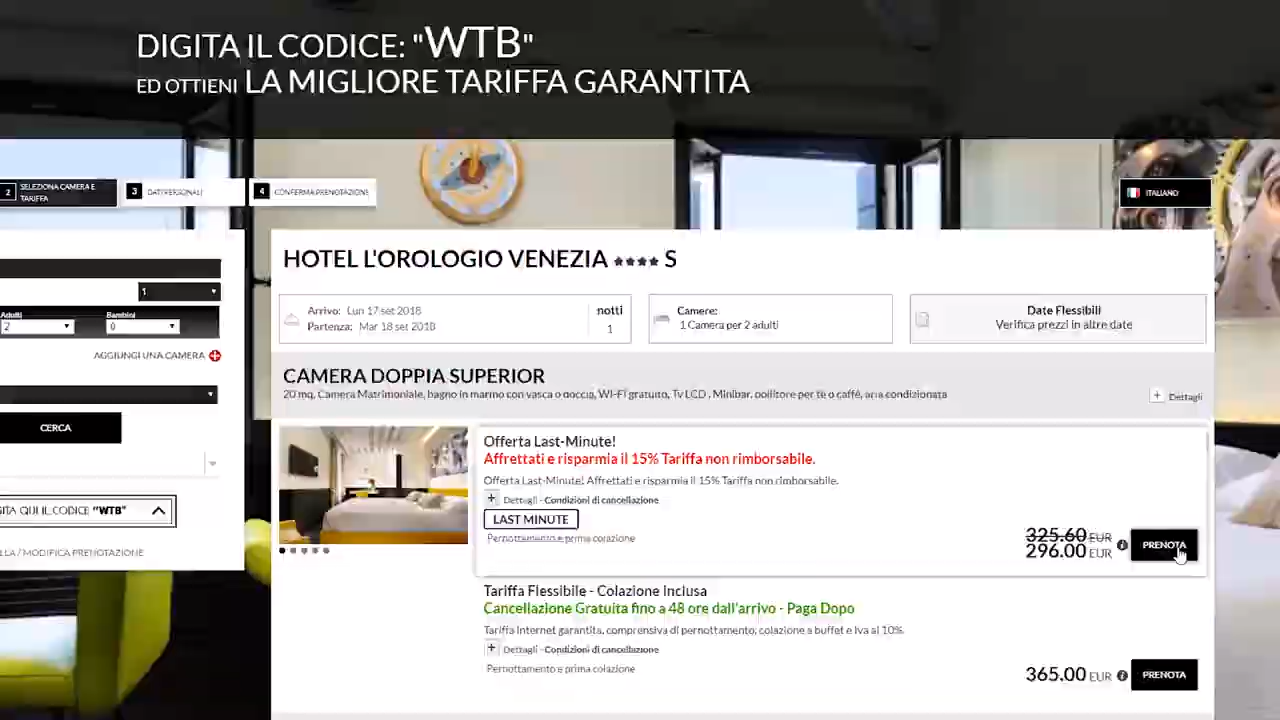 DIGITA IL CODICE: "WTB"
ED OTTIENI LA MIGLIORE TARIFFA GARANTITA
2 SELEZIONA CAMERA E TARIFFA
3 DATI PERSONALI
4 CONFERMA PRENOTAZIONE
ITALIANO
1
Adulti
Bambini
2
0
AGGIUNGI UNA CAMERA
CERCA
GITA QUI IL CODICE "WTB"
LLA / MODIFICA PRENOTAZIONE
HOTEL L'OROLOGIO VENEZIA ★★★★ S
Arrivo: Lun 17 set 2018
Partenza: Mar 18 set 2018
notti
1
Camere:
1 Camera per 2 adulti
Date Flessibili
Verifica prezzi in altre date
CAMERA DOPPIA SUPERIOR
20 mq, Camera Matrimoniale, bagno in marmo con vasca o doccia, WI-FI gratuito, Tv LCD , Minibar, bollitore per tè o caffè, aria condizionata
+ Dettagli
Offerta Last-Minute!
Affrettati e risparmia il 15% Tariffa non rimborsabile.
Offerta Last-Minute! Affrettati e risparmia il 15% Tariffa non rimborsabile.
+ Dettagli - Condizioni di cancellazione
LAST MINUTE
Pernottamento e prima colazione
325.60 EUR
296.00 EUR
PRENOTA
Tariffa Flessibile - Colazione Inclusa
Cancellazione Gratuita fino a 48 ore dall'arrivo - Paga Dopo
Tariffa Internet garantita, comprensiva di pernottamento, colazione a buffet e Iva al 10%.
+ Dettagli - Condizioni di cancellazione
Pernottamento e prima colazione
365.00 EUR
PRENOTA